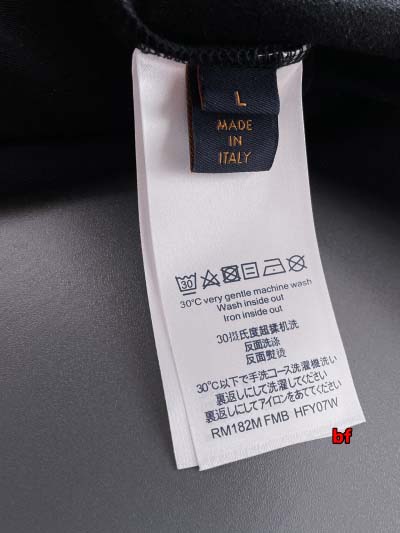 L
MADE
IN
ITALY
30
30°C very gentle machine wash
Wash inside out
Iron inside out
30摄氏度超柔机洗
反面洗涤
反面熨烫
30°C以下で手洗コース洗濯機洗い
裏返しにして洗濯してください
裏返しにしてアイロンをあててください
RM182M FMB HFY07W
bf